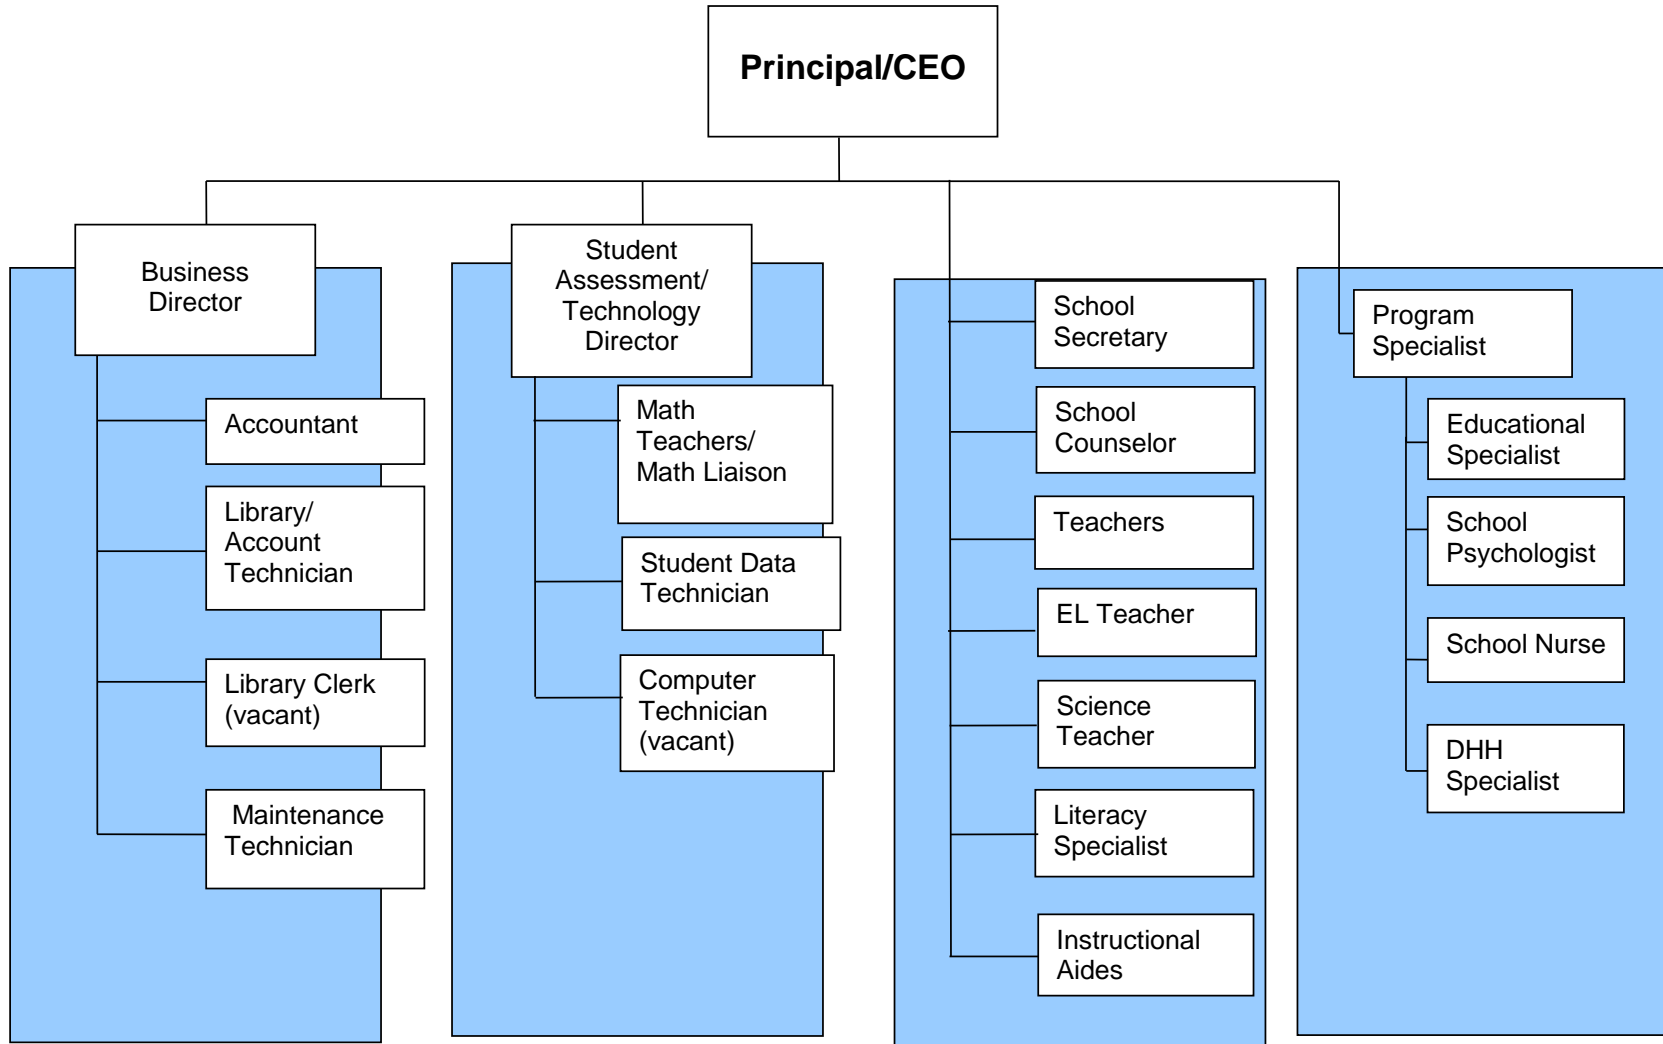 Principal/CEO
Business
Director
Accountant
Library/
Account
Technician
Library Clerk
(vacant)
Maintenance
Technician
Student
Assessment/
Technology
Director
Math
Teachers/
Math Liaison
Student Data
Technician
Computer
Technician
(vacant)
School
Secretary
School
Counselor
Teachers
EL Teacher
Science
Teacher
Literacy
Specialist
Instructional
Aides
Program
Specialist
Educational
Specialist
School
Psychologist
School Nurse
DHH
Specialist